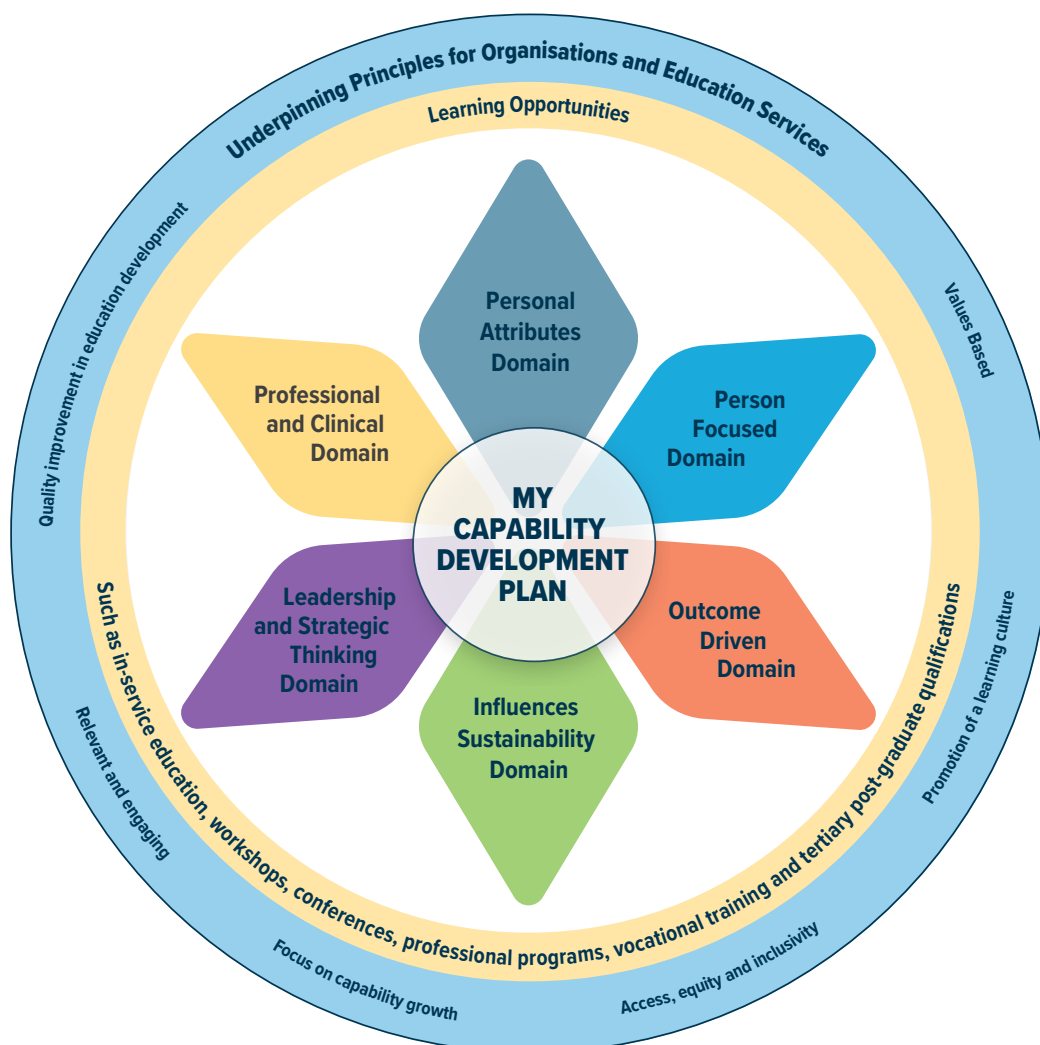 Underpinning Principles for Organisations and Education Services
Learning Opportunities
Quality improvement in education development
Values Based
Personal
Attributes
Domain
Professional
and Clinical
Domain
Person
Focused
Domain
MY
CAPABILITY
DEVELOPMENT
PLAN
Leadership
and Strategic
Thinking
Domain
Outcome
Driven
Domain
Influences
Sustainability
Domain
Such as in-service education, workshops, conferences, professional programs, vocational training and tertiary post-graduate qualifications
Relevant and engaging
Promotion of a learning culture
Focus on capability growth
Access, equity and inclusivity